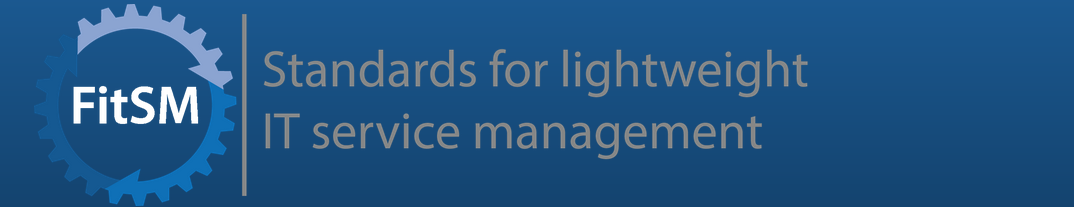 FitSM
Standards for lightweight
IT service management